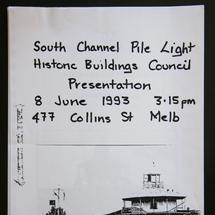 South Channel Pile Light
Historic Buildings Council
Presentation
8 June 1993 3.15pm
477 Collins St Melb